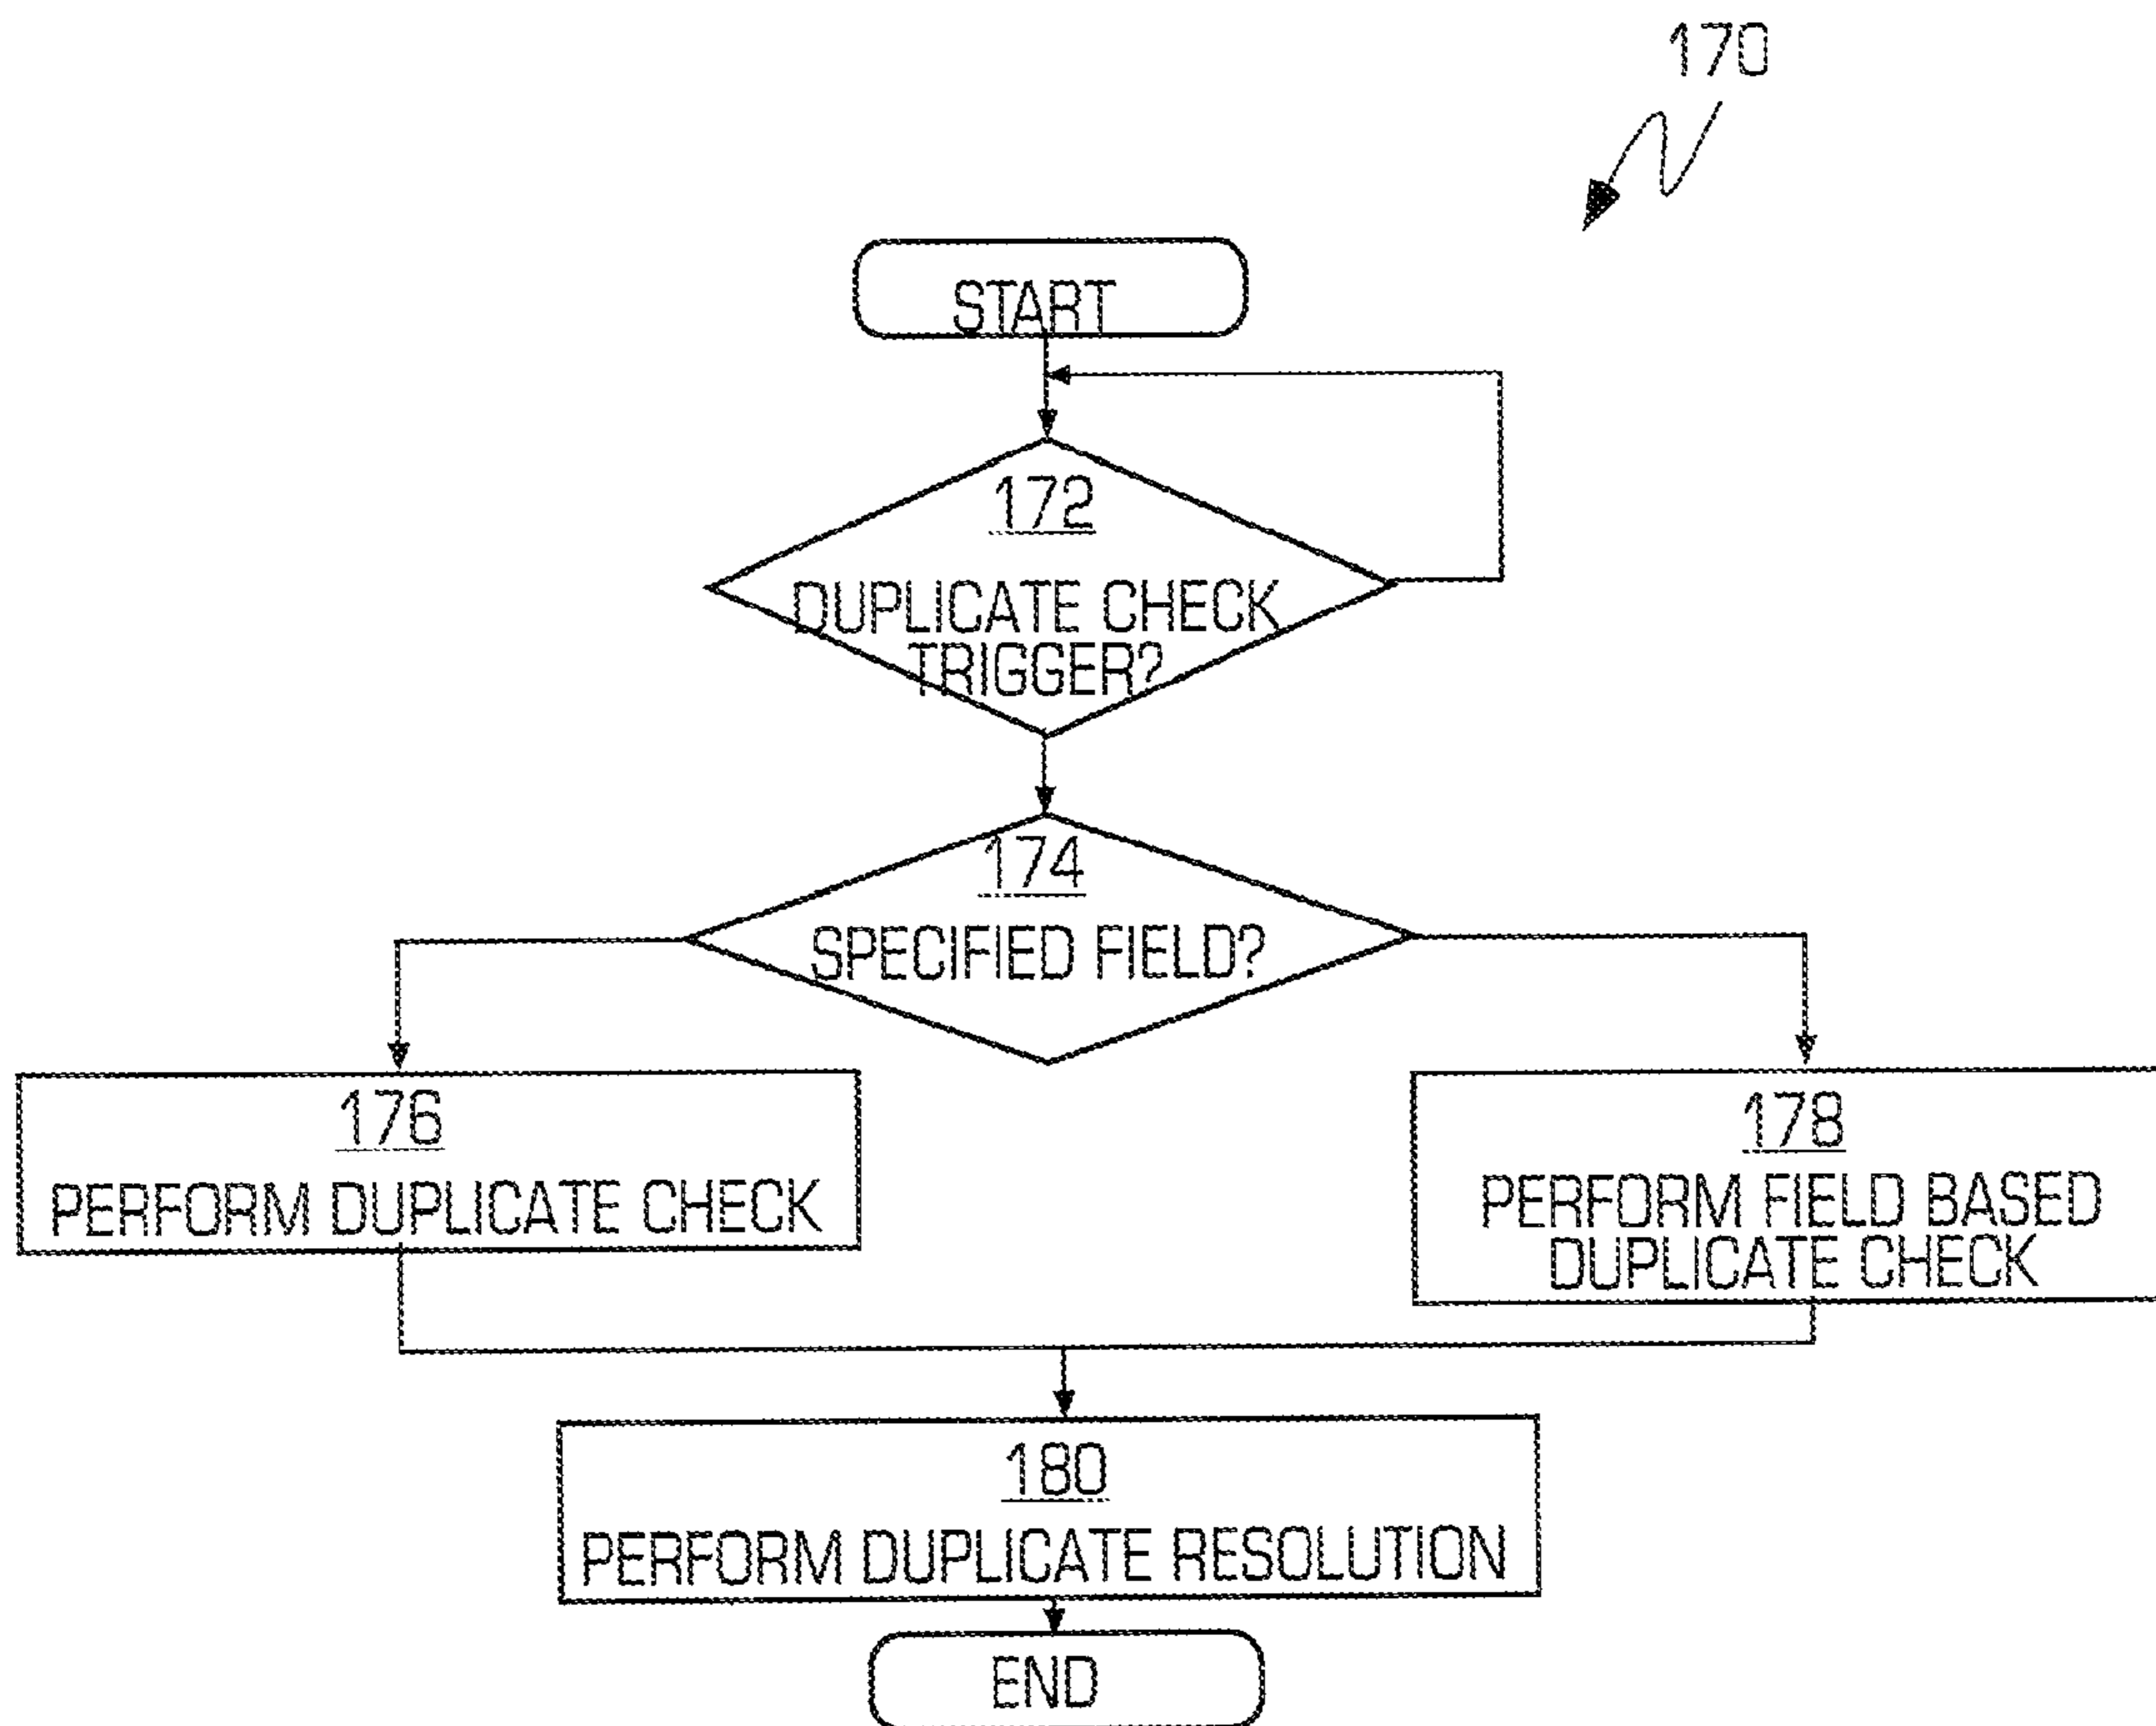 170
START
172
DUPLICATE CHECK
TRIGGER?
174
SPECIFIED FIELD?
176
PERFORM DUPLICATE CHECK
178
PERFORM FIELD BASED
DUPLICATE CHECK
180
PERFORM DUPLICATE RESOLUTION
END